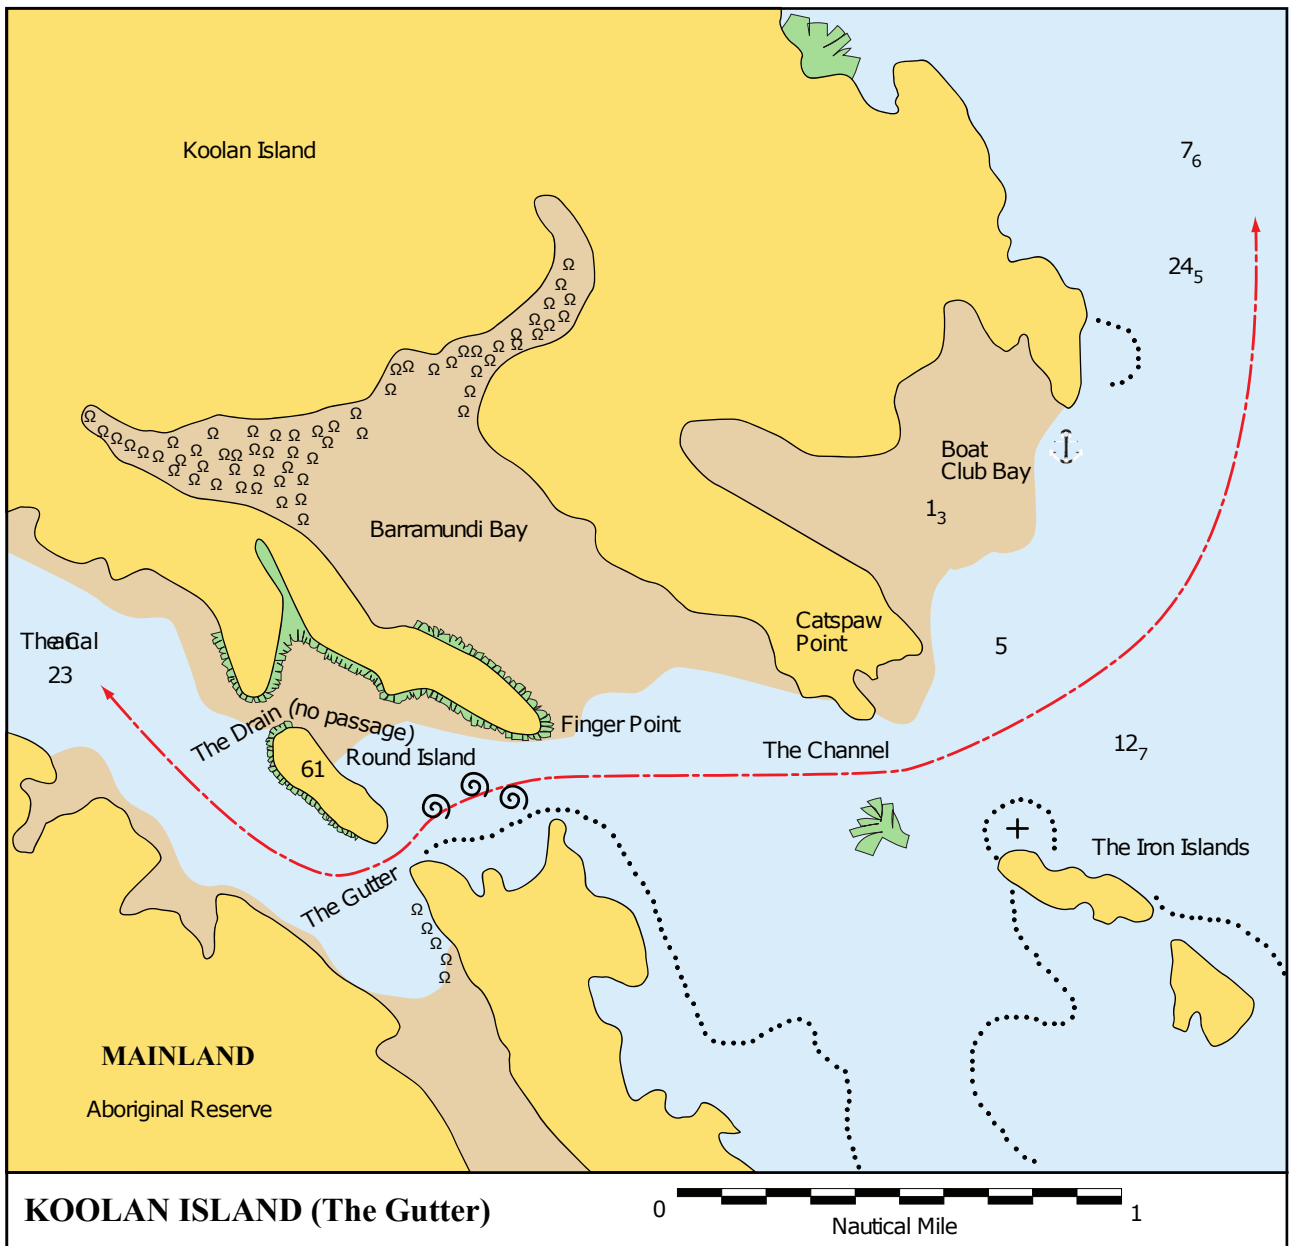 Koolan Island
7₆
24₅
Boat
Club Bay
1₃
Barramundi Bay
Catspaw
Point
5
23
The Drain (no passage)
Finger Point
Round Island
61
The Channel
12₇
The Iron Islands
The Gutter
MAINLAND
Aboriginal Reserve
KOOLAN ISLAND (The Gutter)
0
1
Nautical Mile